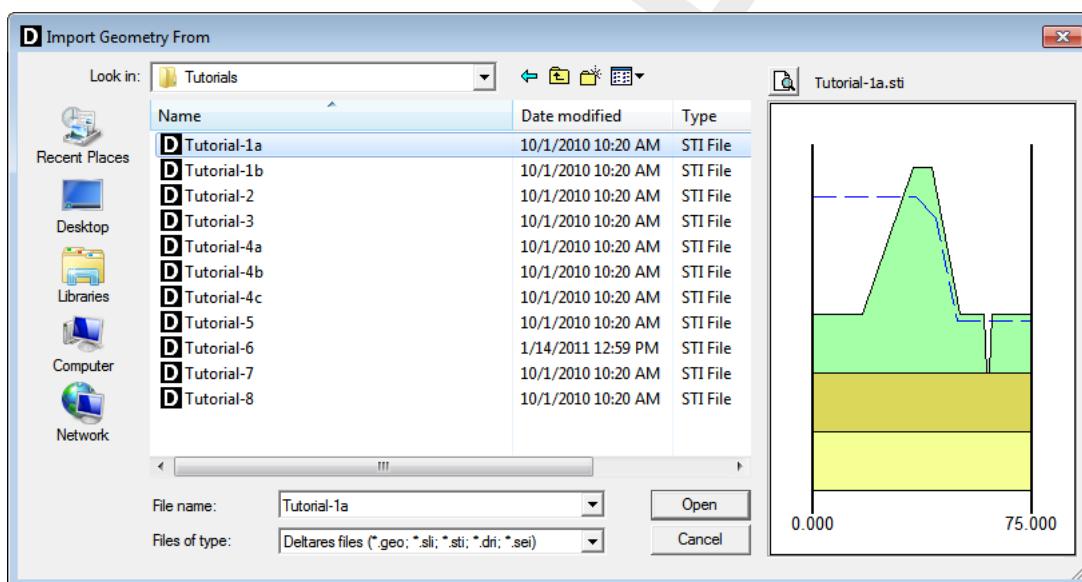 D Import Geometry From
Look in: Tutorials
Tutorial-1a.sti
Recent Places
Desktop
Libraries
Computer
Network
Name Date modified Type
D Tutorial-1a 10/1/2010 10:20 AM STI File
D Tutorial-1b 10/1/2010 10:20 AM STI File
D Tutorial-2 10/1/2010 10:20 AM STI File
D Tutorial-3 10/1/2010 10:20 AM STI File
D Tutorial-4a 10/1/2010 10:20 AM STI File
D Tutorial-4b 10/1/2010 10:20 AM STI File
D Tutorial-4c 10/1/2010 10:20 AM STI File
D Tutorial-5 10/1/2010 10:20 AM STI File
D Tutorial-6 1/14/2011 12:59 PM STI File
D Tutorial-7 10/1/2010 10:20 AM STI File
D Tutorial-8 10/1/2010 10:20 AM STI File
File name: Tutorial-1a Open
Files of type: Deltares files (*.geo; *.sli; *.sti; *.dri; *.sei) Cancel
0.000 75.000